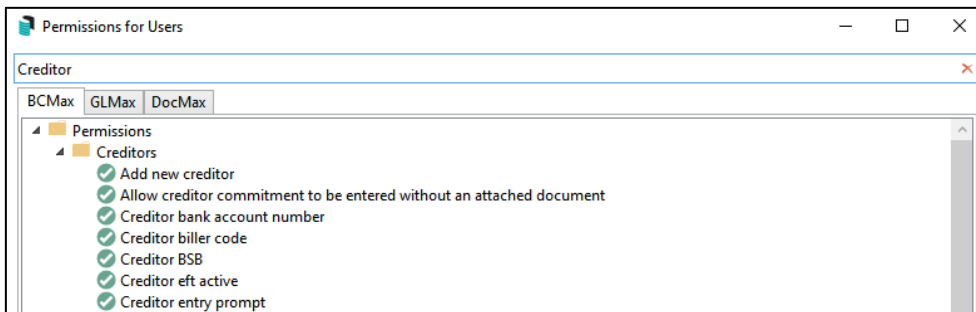 Permissions for Users
Creditor
BCMax GLMax DocMax
Permissions
Creditors
Add new creditor
Allow creditor commitment to be entered without an attached document
Creditor bank account number
Creditor biller code
Creditor BSB
Creditor eft active
Creditor entry prompt